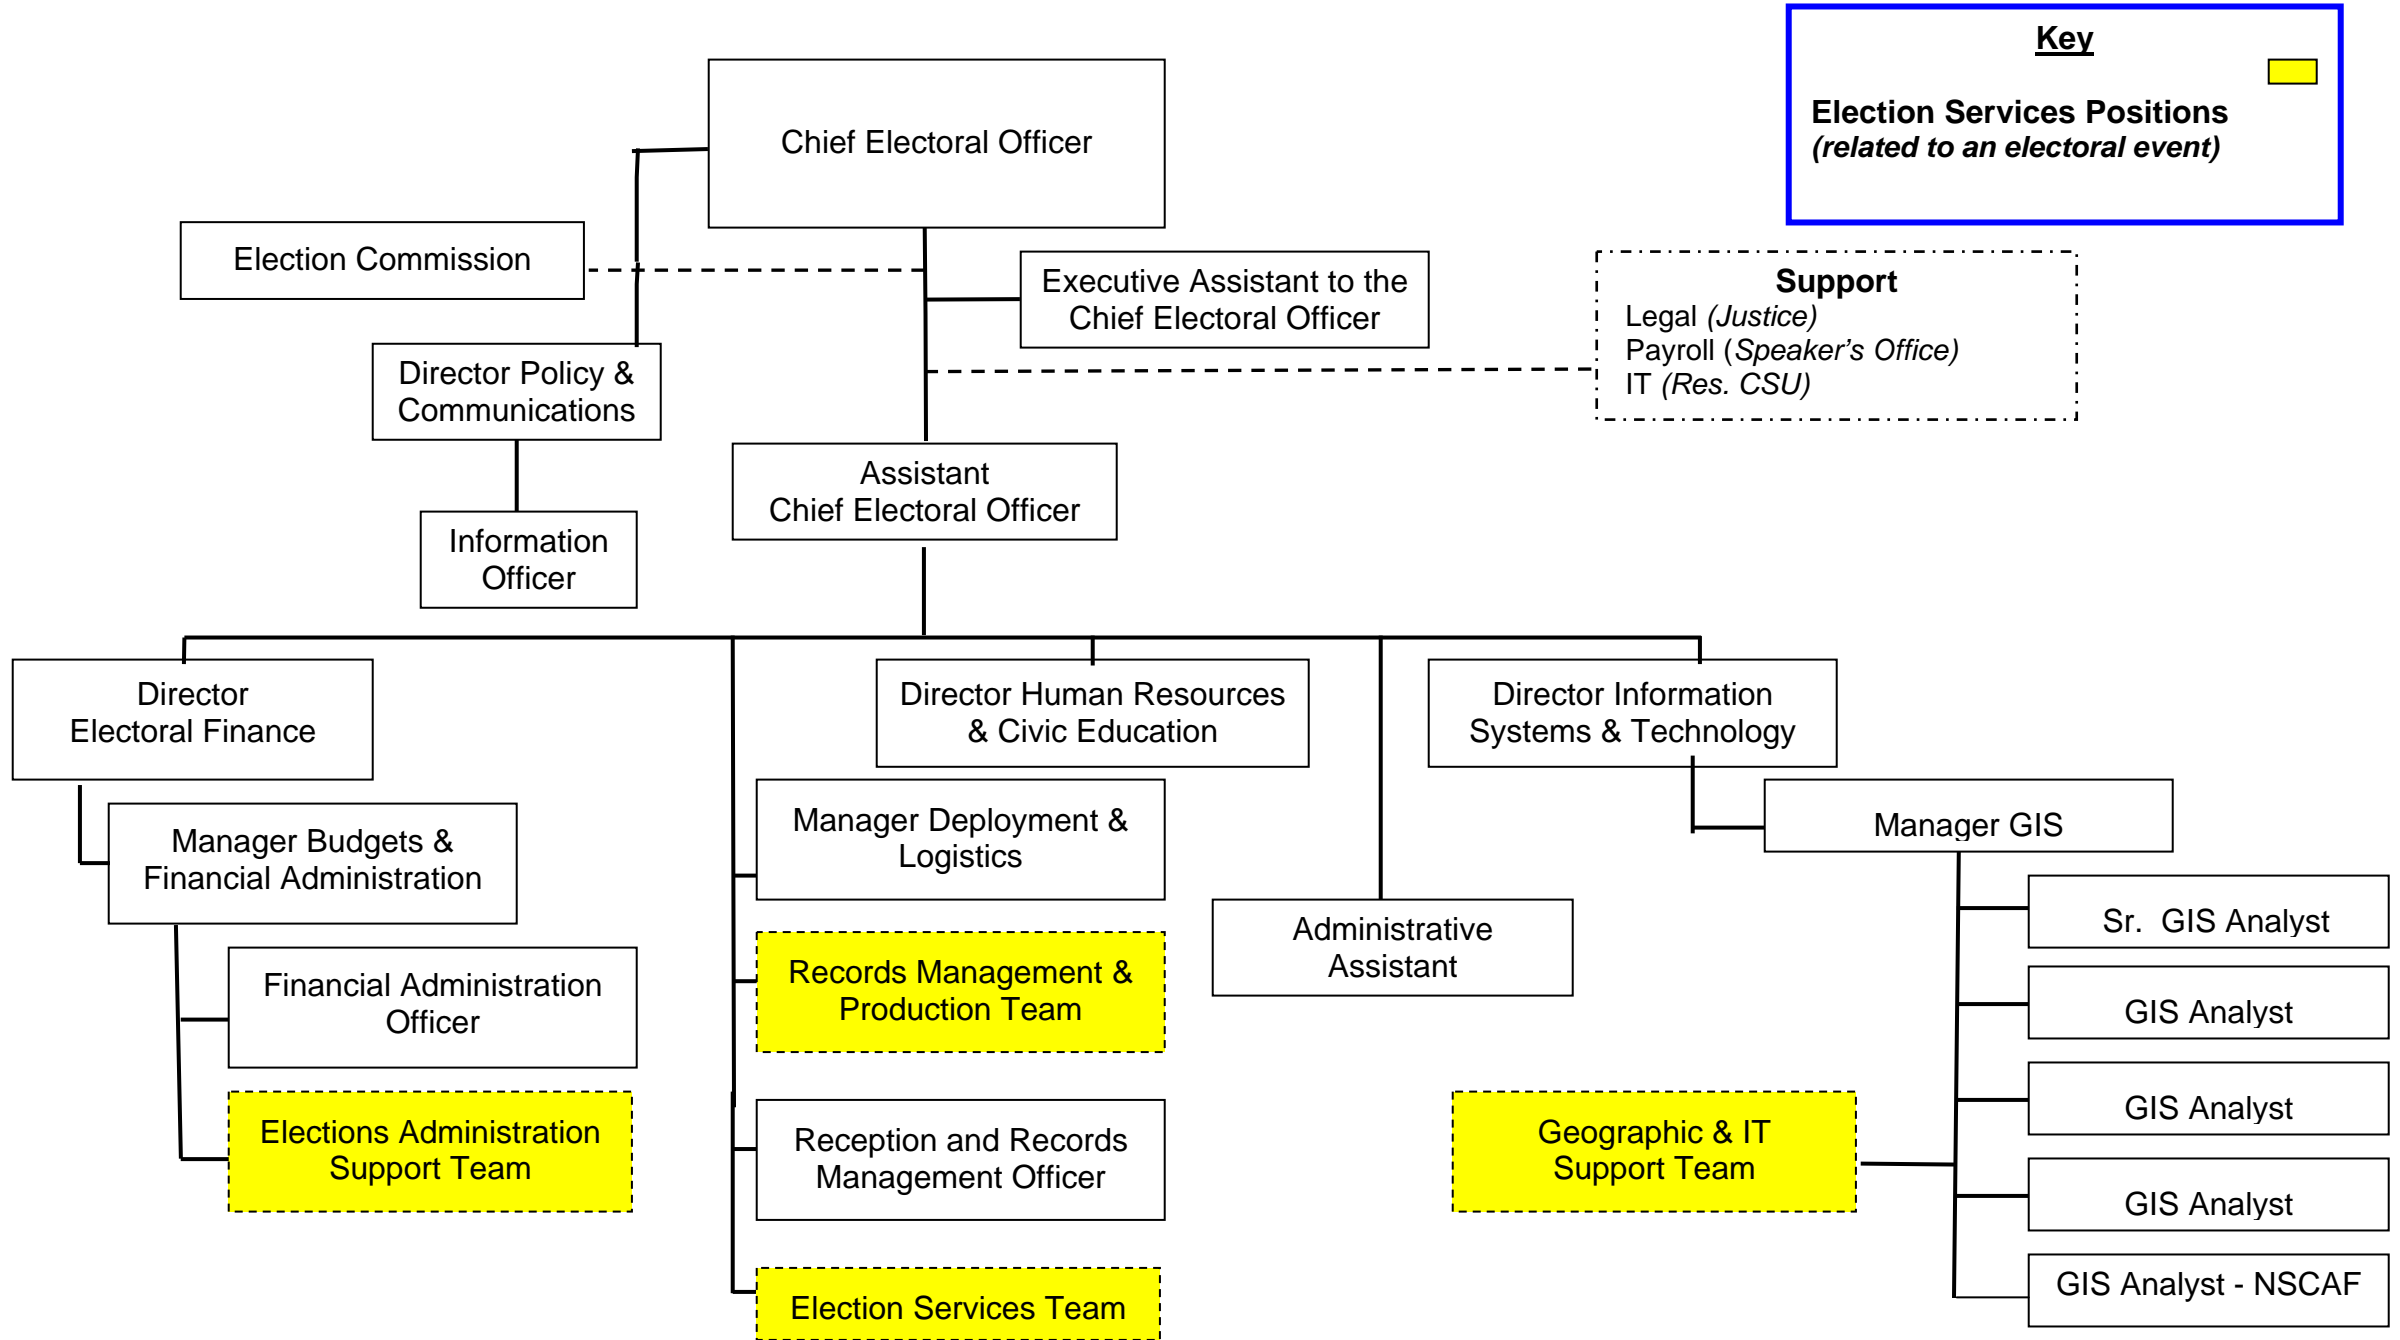 Key
Election Services Positions
(related to an electoral event)
Chief Electoral Officer
Election Commission
Executive Assistant to the
Chief Electoral Officer
Support
Legal (Justice)
Payroll (Speaker's Office)
IT (Res. CSU)
Director Policy &
Communications
Assistant
Chief Electoral Officer
Information
Officer
Director
Electoral Finance
Director Human Resources
& Civic Education
Director Information
Systems & Technology
Manager Budgets &
Financial Administration
Manager Deployment &
Logistics
Manager GIS
Financial Administration
Officer
Records Management &
Production Team
Administrative
Assistant
Sr.  GIS Analyst
GIS Analyst
GIS Analyst
GIS Analyst
GIS Analyst - NSCAF
Elections Administration
Support Team
Reception and Records
Management Officer
Geographic & IT
Support Team
Election Services Team